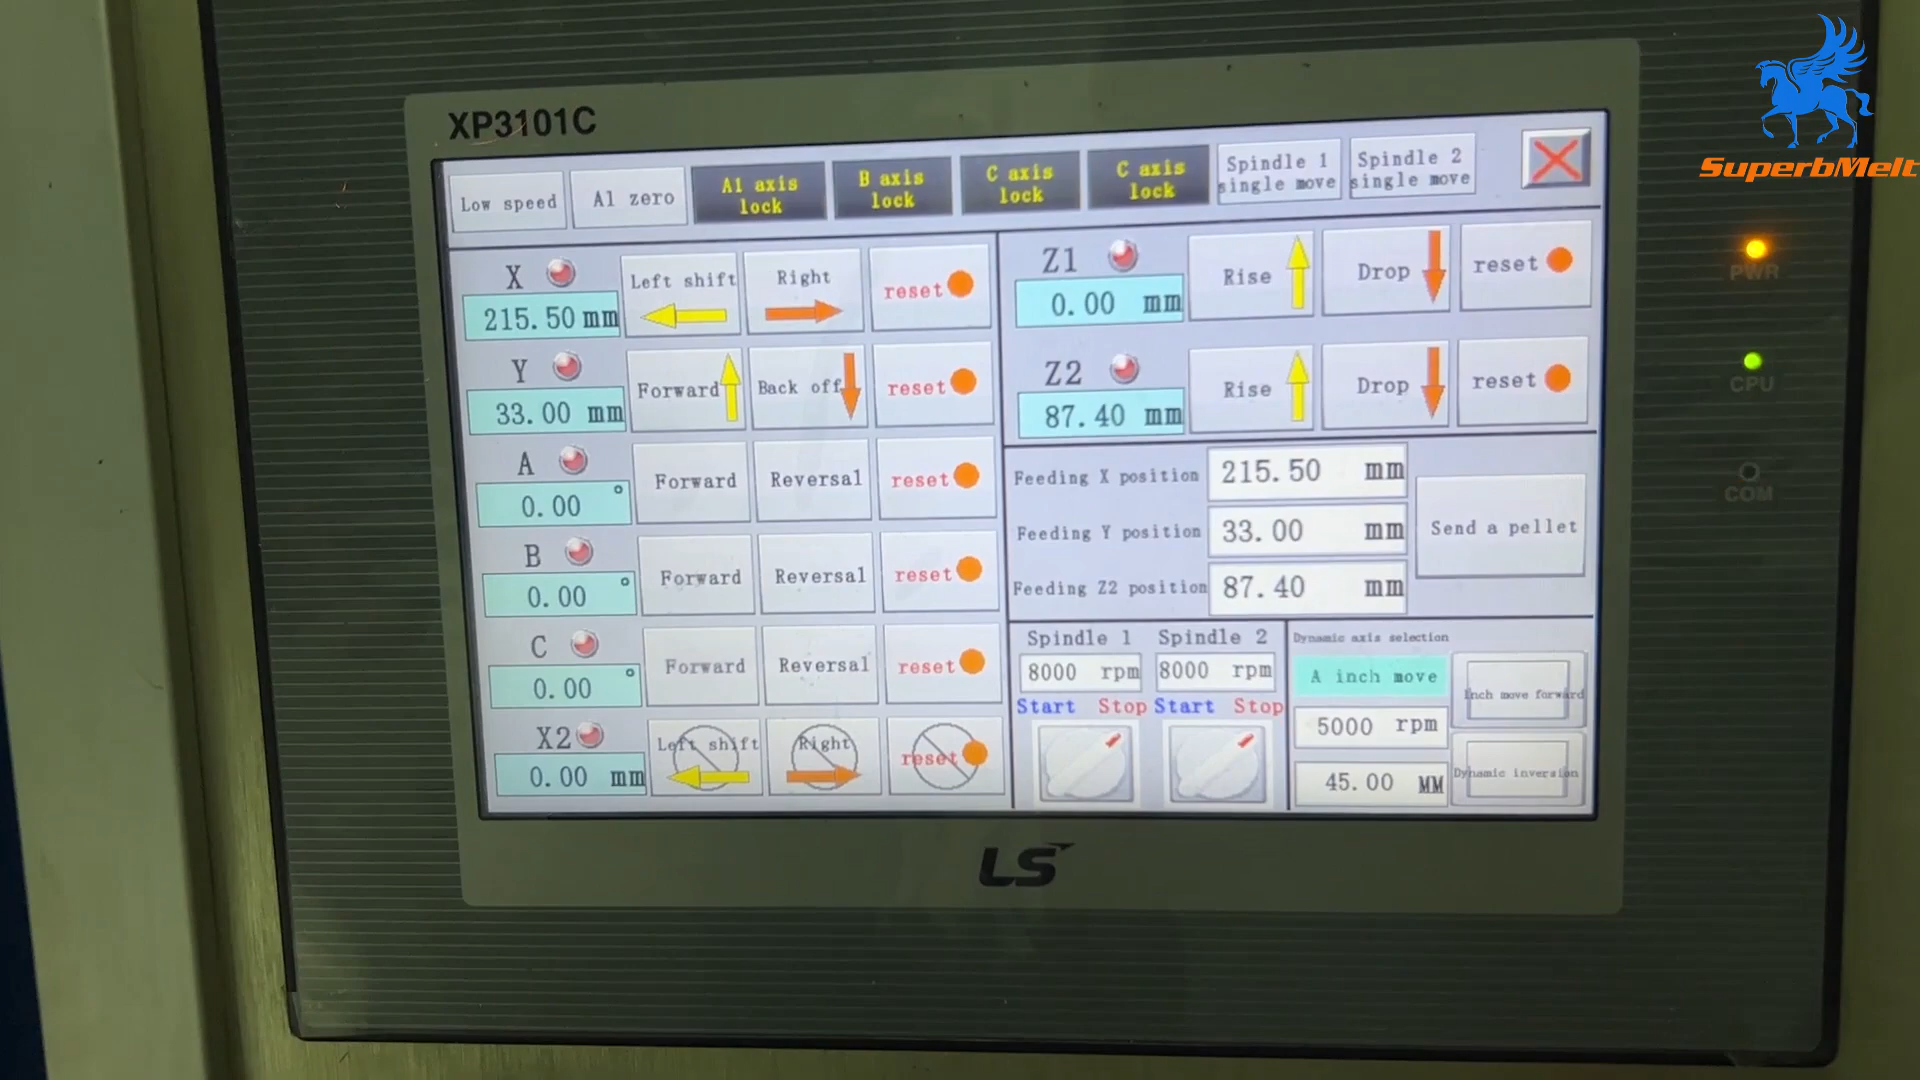 SuperbMelt
XP3101C
Low speed
A1 zero
A1 axis
lock
B axis
lock
C axis
lock
C axis
lock
Spindle 1
single move
Spindle 2
single move
X
215.50 mm
Left shift
Right
reset
Y
33.00 mm
Forward
Back off
reset
A
0.00 °
Forward
Reversal
reset
B
0.00 °
Forward
Reversal
reset
C
0.00 °
Forward
Reversal
reset
X2
0.00 mm
Left shift
Right
reset
Z1
0.00 mm
Rise
Drop
reset
Z2
87.40 mm
Rise
Drop
reset
Feeding X position 215.50 mm
Feeding Y position 33.00 mm
Feeding Z2 position 87.40 mm
Send a pellet
Spindle 1
8000 rpm
Start Stop
Spindle 2
8000 rpm
Start Stop
Dynamic axis selection
A inch move
5000 rpm
45.00 MM
Inch move forward
Dynamic inversion
PWR
CPU
COM
LS